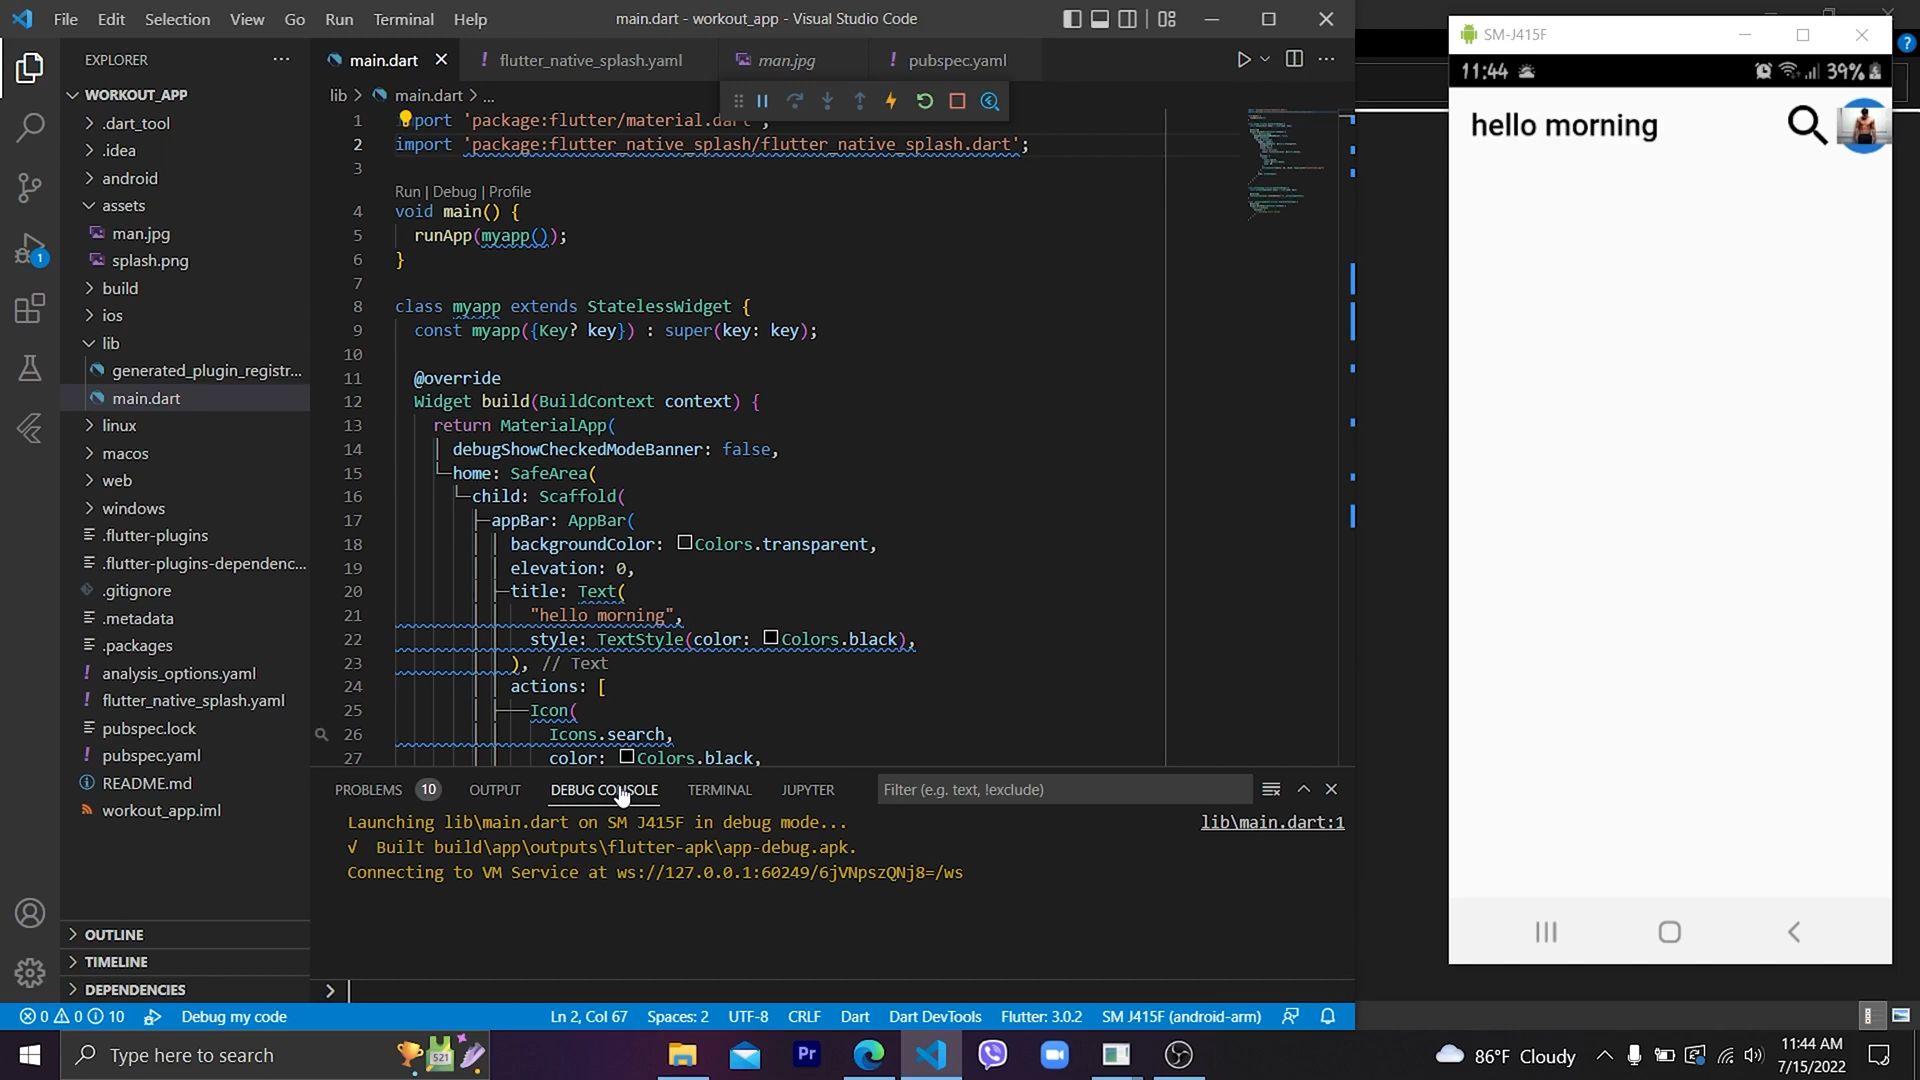 File Edit Selection View Go Run Terminal Help
main.dart - workout_app - Visual Studio Code
EXPLORER
WORKOUT_APP
.dart_tool
.idea
android
assets
man.jpg
splash.png
build
ios
lib
generated_plugin_registr...
main.dart
linux
macos
web
windows
.flutter-plugins
.flutter-plugins-dependenc...
.gitignore
.metadata
.packages
analysis_options.yaml
flutter_native_splash.yaml
pubspec.lock
pubspec.yaml
README.md
workout_app.iml
OUTLINE
TIMELINE
DEPENDENCIES
main.dart
flutter_native_splash.yaml
man.jpg
pubspec.yaml
lib > main.dart > ...
1 import 'package:flutter/material.dart';
2 import 'package:flutter_native_splash/flutter_native_splash.dart';
3
Run | Debug | Profile
4 void main() {
5 runApp(myapp());
6 }
7
8 class myapp extends StatelessWidget {
9 const myapp({Key? key}) : super(key: key);
10
11 @override
12 Widget build(BuildContext context) {
13 return MaterialApp(
14 debugShowCheckedModeBanner: false,
15 home: SafeArea(
16 child: Scaffold(
17 appBar: AppBar(
18 backgroundColor: Colors.transparent,
19 elevation: 0,
20 title: Text(
21 "hello morning",
22 style: TextStyle(color: Colors.black),
23 ), // Text
24 actions: [
25 Icon(
26 Icons.search,
27 color: Colors.black,
PROBLEMS 10 OUTPUT DEBUG CONSOLE TERMINAL JUPYTER
Filter (e.g. text, !exclude)
Launching lib\main.dart on SM J415F in debug mode...
lib\main.dart:1
√ Built build\app\outputs\flutter-apk\app-debug.apk.
Connecting to VM Service at ws://127.0.0.1:60249/6jVNpszQNj8=/ws
>
0 0 10 Debug my code
Ln 2, Col 67 Spaces: 2 UTF-8 CRLF Dart Dart DevTools Flutter: 3.0.2 SM J415F (android-arm)
SM-J415F
11:44
39%
hello morning
1
Type here to search
521
Pr
86°F Cloudy
11:44 AM
7/15/2022